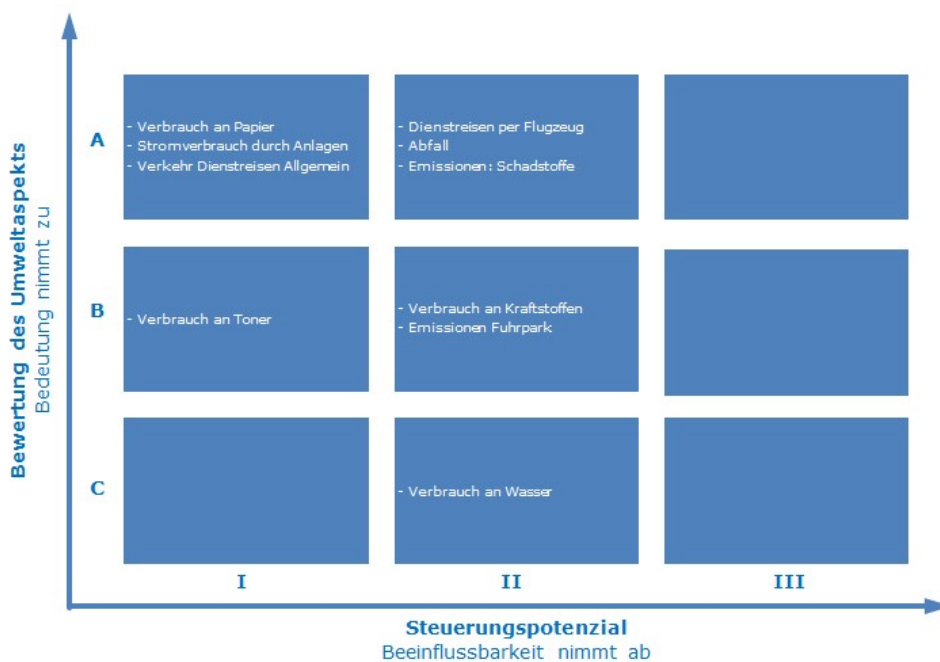 Bewertung des Umweltaspekts
Bedeutung nimmt zu
A
- Verbrauch an Papier
- Stromverbrauch durch Anlagen
- Verkehr Dienstreisen Allgemein
- Dienstreisen per Flugzeug
- Abfall
- Emissionen: Schadstoffe
B
- Verbrauch an Toner
- Verbrauch an Kraftstoffen
- Emissionen Fuhrpark
C
- Verbrauch an Wasser
I
II
III
Steuerungspotenzial
Beeinflussbarkeit nimmt ab